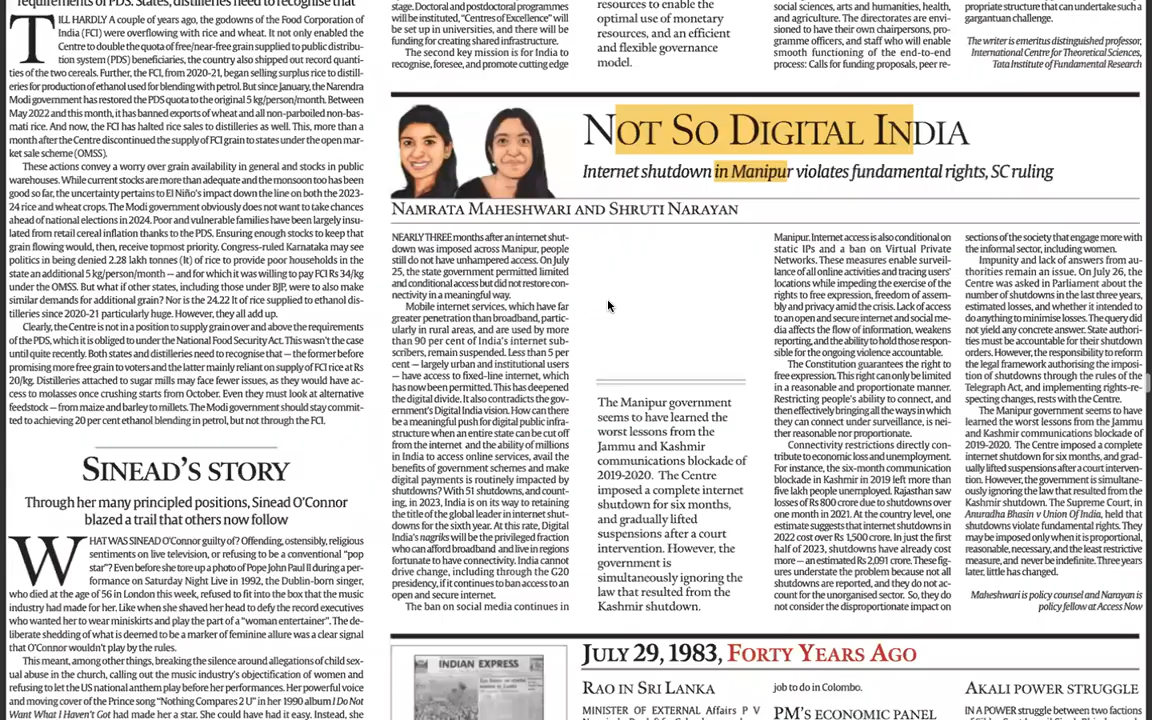 requirements of PDS. States, distilleries need to recognise that
TILL HARDLY A couple of years ago, the godowns of the Food Corporation of
India (FCI) were overflowing with rice and wheat. It not only enabled the
Centre to double the quota of free/near-free grain supplied to public distribu-
tion system (PDS) beneficiaries, the country also shipped out record quanti-
ties of the two cereals. Further, the FCI, from 2020-21, began selling surplus rice to distill-
eries for production of ethanol used for blending with petrol. But since January, the Narendra
Modi government has restored the PDS quota to the original 5 kg/person/month. Between
May 2022 and this month, it has banned exports of wheat and all non-parboiled non-bas-
mati rice. And now, the FCI has halted rice sales to distilleries as well. This, more than a
month after the Centre discontinued the supply of FCI grain to states under the open mar-
ket sale scheme (OMSS).
These actions convey a worry over grain availability in general and stocks in public
warehouses. While current stocks are more than adequate and the monsoon too has been
good so far, the uncertainty pertains to El Niño's impact down the line on both the 2023-
24 rice and wheat crops. The Modi government obviously does not want to take chances
ahead of national elections in 2024. Poor and vulnerable families have been largely insu-
lated from retail cereal inflation thanks to the PDS. Ensuring enough stocks to keep that
grain flowing would, then, receive topmost priority. Congress-ruled Karnataka may see
politics in being denied 2.28 lakh tonnes (lt) of rice to provide poor households in the
state an additional 5 kg/person/month — and for which it was willing to pay FCI Rs 34/kg
under the OMSS. But what if other states, including those under BJP, were to also make
similar demands for additional grain? Nor is the 24.22 lt of rice supplied to ethanol dis-
tilleries since 2020-21 particularly huge. However, they all add up.
Clearly, the Centre is not in a position to supply grain over and above the requirements
of the PDS, which it is obliged to under the National Food Security Act. This wasn't the case
until quite recently. Both states and distilleries need to recognise that — the former before
promising more free grain to voters and the latter mainly reliant on supply of FCI rice at Rs
20/kg. Distilleries attached to sugar mills may face fewer issues, as they would have ac-
cess to molasses once crushing starts from October. Even they must look at alternative
feedstock — from maize and barley to millets. The Modi government should stay commit-
ted to achieving 20 per cent ethanol blending in petrol, but not through the FCI.
SINEAD'S STORY
Through her many principled positions, Sinead O'Connor
blazed a trail that others now follow
WHAT WAS SINEAD O'Connor guilty of? Offending, ostensibly, religious
sentiments on live television, or refusing to be a conventional "pop
star"? Even before she tore up a photo of Pope John Paul II during a per-
formance on Saturday Night Live in 1992, the Dublin-born singer,
who died at the age of 56 in London this week, refused to fit into the box that the music
industry had made for her. Like when she shaved her head to defy the record executives
who wanted her to wear miniskirts and play the part of a "woman entertainer". The de-
liberate shedding of what is deemed to be a marker of feminine allure was a clear signal
that O'Connor wouldn't play by the rules.
This meant, among other things, breaking the silence around allegations of child sex-
ual abuse in the church, calling out the music industry's objectification of women and
refusing to let the US national anthem play before her performances. Her powerful voice
and moving cover of the Prince song "Nothing Compares 2 U" in her 1990 album I Do Not
Want What I Haven't Got had made her a star. She could have had it easy. Instead, she
stage. Doctoral and postdoctoral programmes
will be instituted, "Centres of Excellence" will
be set up in universities, and there will be
funding for creating shared infrastructure.
The second key mission is for India to
recognise, foresee, and promote cutting edge
resources to enable the
optimal use of monetary
resources, and an efficient
and flexible governance
model.
social sciences, arts and humanities, health,
and agriculture. The directorates are envi-
sioned to have their own chairpersons, pro-
gramme officers, and staff who will enable
smooth functioning of the end-to-end
process: Calls for funding proposals, peer re-
propriate structure that can undertake such a
gargantuan challenge.
The writer is emeritus distinguished professor,
International Centre for Theoretical Sciences,
Tata Institute of Fundamental Research
NOT SO DIGITAL INDIA
Internet shutdown in Manipur violates fundamental rights, SC ruling
NAMRATA MAHESHWARI AND SHRUTI NARAYAN
NEARLY THREE months after an internet shut-
down was imposed across Manipur, people
still do not have unhampered access. On July
25, the state government permitted limited
and conditional access but did not restore con-
nectivity in a meaningful way.
Mobile internet services, which have far
greater penetration than broadband, partic-
ularly in rural areas, and are used by more
than 90 per cent of India's internet sub-
scribers, remain suspended. Less than 5 per
cent — largely urban and institutional users
— have access to fixed-line internet, which
has now been permitted. This has deepened
the digital divide. It also contradicts the gov-
ernment's Digital India vision. How can there
be a meaningful push for digital public infra-
structure when an entire state can be cut off
from the internet and the ability of millions
in India to access online services, avail the
benefits of government schemes and make
digital payments is routinely impacted by
shutdowns? With 51 shutdowns, and count-
ing, in 2023, India is on its way to retaining
the title of the global leader in internet shut-
downs for the sixth year. At this rate, Digital
India's nagriks will be the privileged fraction
who can afford broadband and live in regions
fortunate to have connectivity. India cannot
drive change, including through the G20
presidency, if it continues to ban access to an
open and secure internet.
The ban on social media continues in
The Manipur government
seems to have learned the
worst lessons from the
Jammu and Kashmir
communications blockade of
2019-2020. The Centre
imposed a complete internet
shutdown for six months,
and gradually lifted
suspensions after a court
intervention. However, the
government is
simultaneously ignoring the
law that resulted from the
Kashmir shutdown.
Manipur. Internet access is also conditional on
static IPs and a ban on Virtual Private
Networks. These measures enable surveil-
lance of all online activities and tracing users'
locations while impeding the exercise of the
rights to free expression, freedom of assem-
bly and privacy amid the crisis. Lack of access
to an open and secure internet and social me-
dia affects the flow of information, weakens
reporting, and the ability to hold those respon-
sible for the ongoing violence accountable.
The Constitution guarantees the right to
free expression. This right can only be limited
in a reasonable and proportionate manner.
Restricting people's ability to connect, and
then effectively bringing all the ways in which
they can connect under surveillance, is nei-
ther reasonable nor proportionate.
Connectivity restrictions directly con-
tribute to economic loss and unemployment.
For instance, the six-month communication
blockade in Kashmir in 2019 left more than
five lakh people unemployed. Rajasthan saw
losses of Rs 800 crore due to shutdowns over
one month in 2021. At the country level, one
estimate suggests that internet shutdowns in
2022 cost over Rs 1,500 crore. In just the first
half of 2023, shutdowns have already cost
more — an estimated Rs 2,091 crore. These fig-
ures understate the problem because not all
shutdowns are reported, and they do not ac-
count for the unorganised sector. So, they do
not consider the disproportionate impact on
sections of the society that engage more with
the informal sector, including women.
Impunity and lack of answers from au-
thorities remain an issue. On July 26, the
Centre was asked in Parliament about the
number of shutdowns in the last three years,
estimated losses, and whether it intended to
do anything to minimise losses. The query did
not yield any concrete answer. State authori-
ties must be accountable for their shutdown
orders. However, the responsibility to reform
the legal framework authorising the imposi-
tion of shutdowns through the rules of the
Telegraph Act, and implementing rights-re-
specting changes, rests with the Centre.
The Manipur government seems to have
learned the worst lessons from the Jammu
and Kashmir communications blockade of
2019-2020. The Centre imposed a complete
internet shutdown for six months, and grad-
ually lifted suspensions after a court interven-
tion. However, the government is simultane-
ously ignoring the law that resulted from the
Kashmir shutdown. The Supreme Court, in
Anuradha Bhasin v Union Of India, held that
shutdowns violate fundamental rights. They
may be imposed only when it is proportional,
reasonable, necessary, and the least restrictive
measure, and never be indefinite. Three years
later, little has changed.
Maheshwari is policy counsel and Narayan is
policy fellow at Access Now
INDIAN EXPRESS
JULY 29, 1983, FORTY YEARS AGO
RAO IN SRI LANKA
MINISTER OF EXTERNAL Affairs P V
job to do in Colombo.
PM'S ECONOMIC PANEL
AKALI POWER STRUGGLE
IN A POWER struggle between two groups of